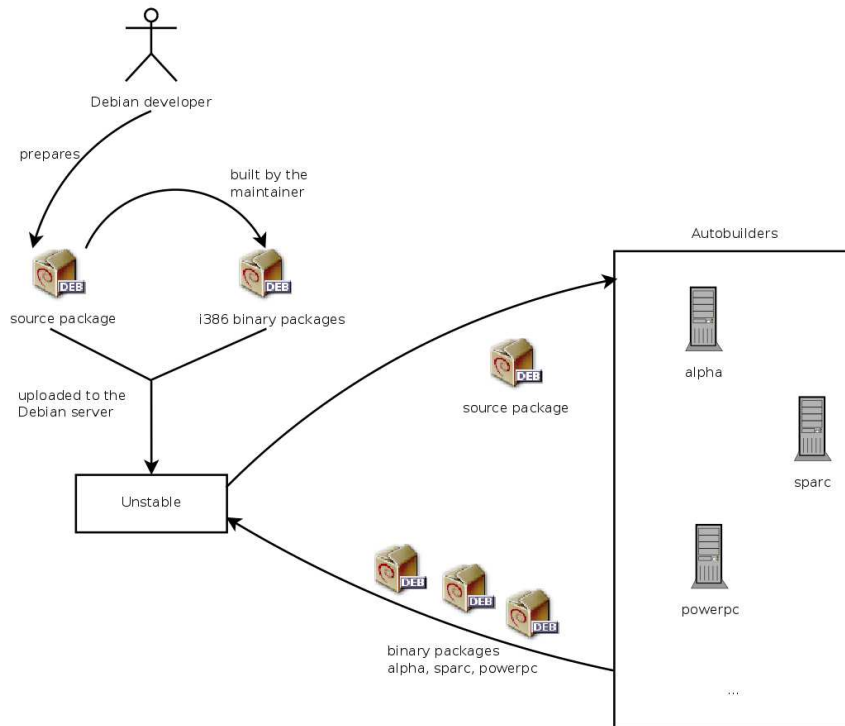 Debian developer
prepares
built by the
maintainer
DEB
DEB
source package
i386 binary packages
uploaded to the
Debian server
Unstable
Autobuilders
DEB
source package
alpha
sparc
powerpc
...
DEB
DEB
DEB
binary packages
alpha, sparc, powerpc